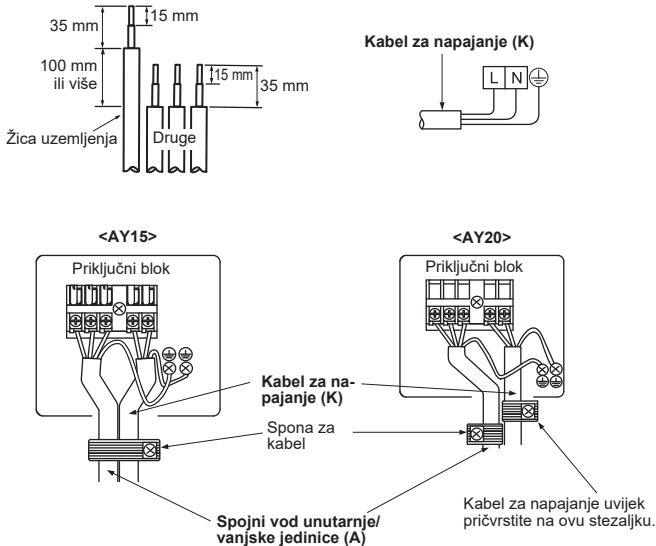 15 mm
35 mm
100 mm
ili više
Žica uzemljenja
Druge
15 mm
35 mm
Kabel za napajanje (K)
L N
<AY15>
Priključni blok
<AY20>
Priključni blok
Kabel za na-
pajanje (K)
Spona za
kabel
Spojni vod unutarnje/
vanjske jedinice (A)
Kabel za napajanje uvijek
pričvrstite na ovu stezaljku.